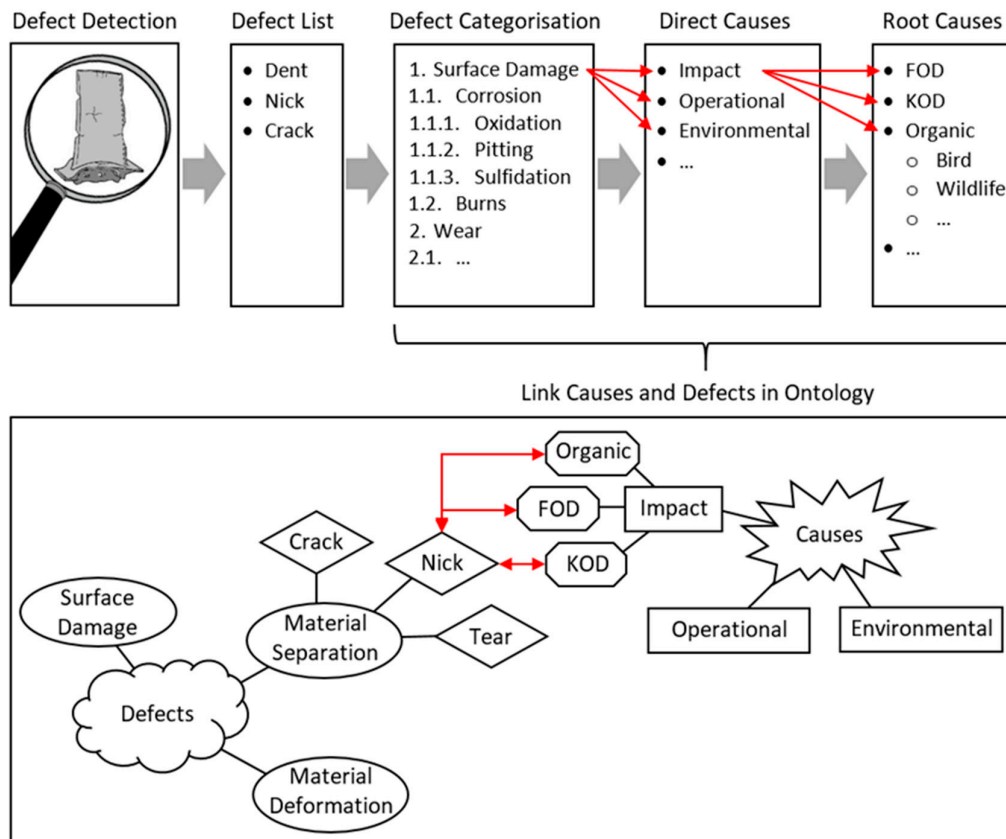 Defect Detection
Defect List
Defect Categorisation
Direct Causes
Root Causes
• Dent
• Nick
• Crack
1. Surface Damage
1.1. Corrosion
1.1.1. Oxidation
1.1.2. Pitting
1.1.3. Sulfidation
1.2. Burns
2. Wear
2.1. ...
• Impact
• Operational
• Environmental
• ...
• FOD
• KOD
• Organic
○ Bird
○ Wildlife
○ ...
• ...
Link Causes and Defects in Ontology
Organic
FOD
Impact
KOD
Causes
Crack
Nick
Tear
Surface
Damage
Material
Separation
Operational
Environmental
Defects
Material
Deformation